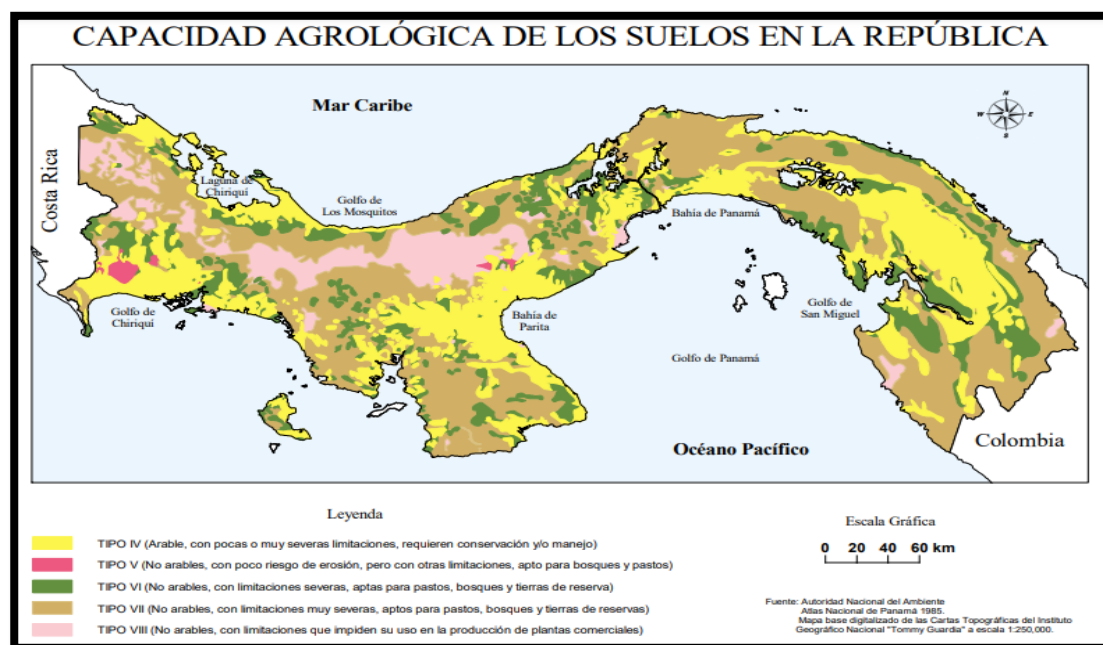 CAPACIDAD AGROLÓGICA DE LOS SUELOS EN LA REPÚBLICA
Mar Caribe
N
W E
S
Costa Rica
Laguna de
Chiriquí
Golfo de
Los Mosquitos
Bahía de Panamá
Golfo de
Chiriquí
Bahía de
Parita
Golfo de
San Miguel
Golfo de Panamá
Océano Pacífico
Colombia
Leyenda
TIPO IV (Arable, con pocas o muy severas limitaciones, requieren conservación y/o manejo)
TIPO V (No arables, con poco riesgo de erosión, pero con otras limitaciones, apto para bosques y pastos)
TIPO VI (No arables, con limitaciones severas, aptas para pastos, bosques y tierras de reserva)
TIPO VII (No arables, con limitaciones muy severas, aptos para pastos, bosques y tierras de reservas)
TIPO VIII (No arables, con limitaciones que impiden su uso en la producción de plantas comerciales)
Escala Gráfica
0 20 40 60 km
Fuente: Autoridad Nacional del Ambiente
Atlas Nacional de Panamá 1985.
Mapa base digitalizado de las Cartas Topográficas del Instituto
Geográfico Nacional "Tommy Guardia" a escala 1:250,000.